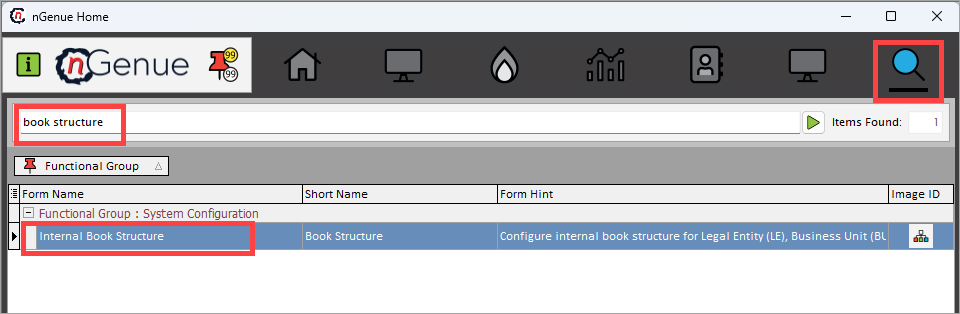 nGenue Home
i nGenue 99 99
book structure Items Found: 1
Functional Group
Form Name Short Name Form Hint Image ID
Functional Group : System Configuration
Internal Book Structure Book Structure Configure internal book structure for Legal Entity (LE), Business Unit (BU